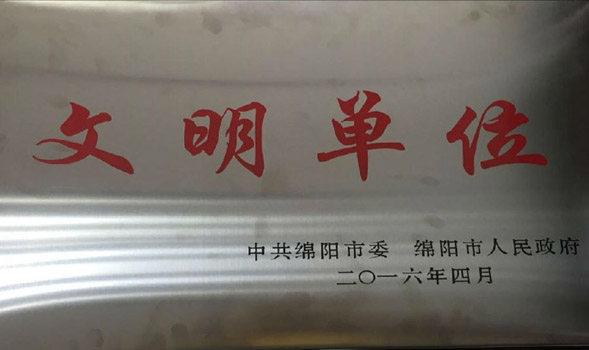 文明单位
中共绵阳市委 绵阳市人民政府
二〇一六年四月